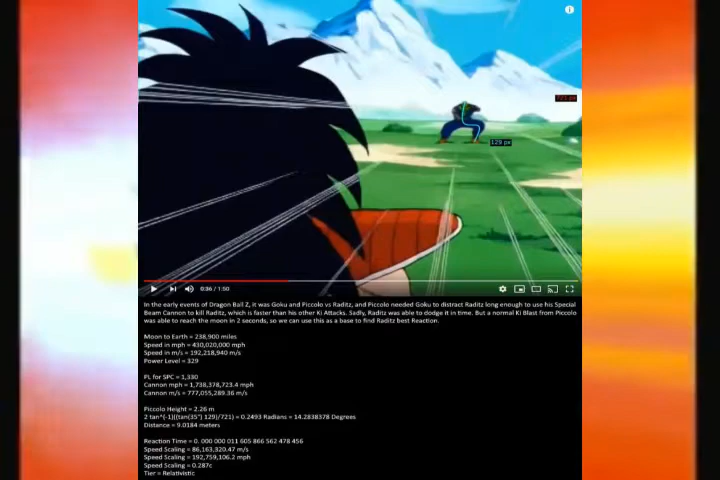 721 px
129 px
0:36 / 1:50
In the early events of Dragon Ball Z, it was Goku and Piccolo vs Raditz, and Piccolo needed Goku to distract Raditz long enough to use his Special
Beam Cannon to kill Raditz, which is faster than his other Ki Attacks. Sadly, Raditz was able to dodge it in time. But a normal Ki Blast from Piccolo
was able to reach the moon in 2 seconds, so we can use this as a base to find Raditz best Reaction.
Moon to Earth = 238,900 miles
Speed in mph = 430,020,000 mph
Speed in m/s = 192,218,940 m/s
Power Level = 329
PL for SPC = 1,330
Cannon mph = 1,738,378,723.4 mph
Cannon m/s = 777,055,289.36 m/s
Piccolo Height = 2.26 m
2 tan^(-1)((tan(35°) 129)/721) = 0.2493 Radians = 14.2838378 Degrees
Distance = 9.0184 meters
Reaction Time = 0. 000 000 011 605 866 562 478 456
Speed Scaling = 86,163,320.47 m/s
Speed Scaling = 192,759,106.2 mph
Speed Scaling = 0.287c
Tier = Relativistic